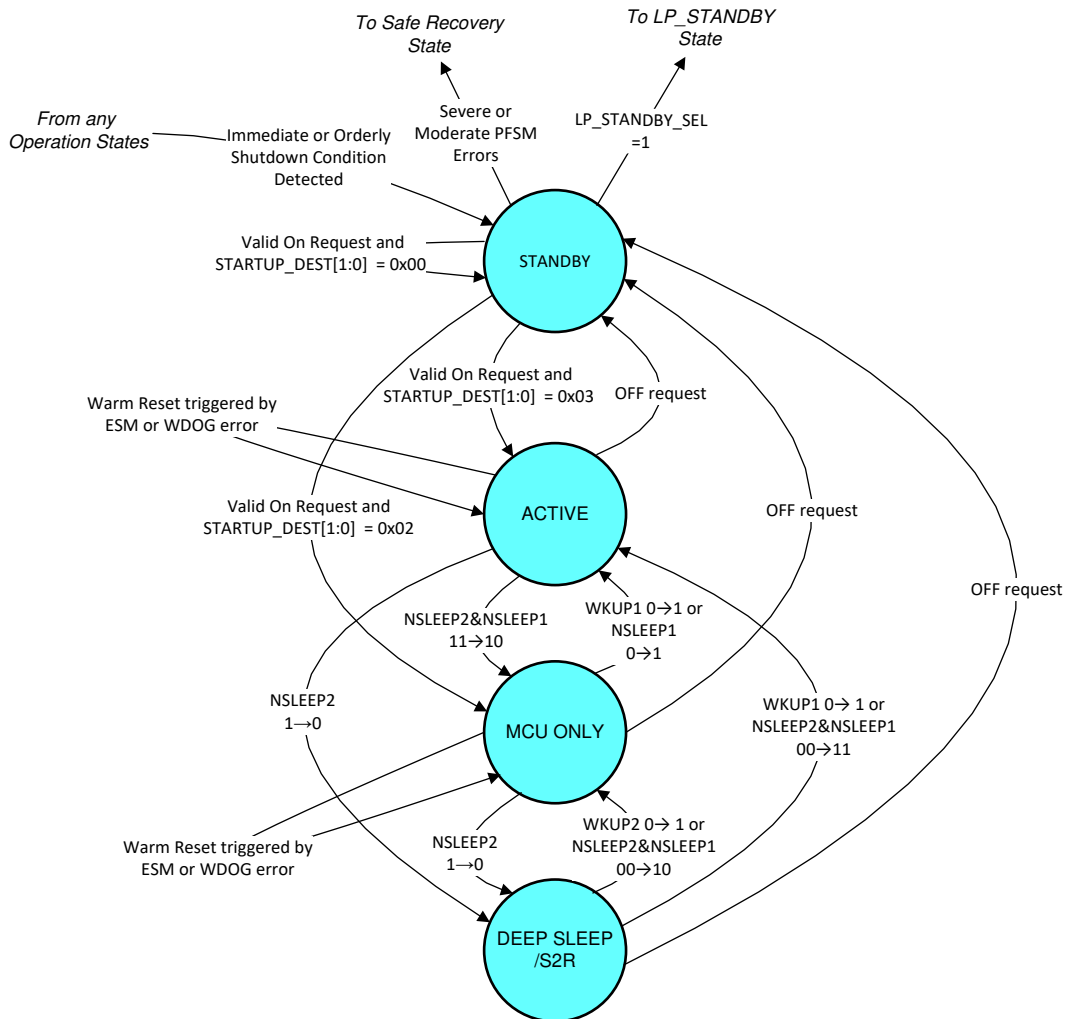 To Safe Recovery
State
To LP_STANDBY
State
From any
Operation States
Immediate or Orderly
Shutdown Condition
Detected
Severe or
Moderate PFSM
Errors
LP_STANDBY_SEL
=1
Valid On Request and
STARTUP_DEST[1:0] = 0x00
STANDBY
Valid On Request and
STARTUP_DEST[1:0] = 0x03
OFF request
Warm Reset triggered by
ESM or WDOG error
ACTIVE
Valid On Request and
STARTUP_DEST[1:0] = 0x02
OFF request
OFF request
NSLEEP2&NSLEEP1
11→10
WKUP1 0→1 or
NSLEEP1
0→1
NSLEEP2
1→0
MCU ONLY
WKUP1 0→ 1 or
NSLEEP2&NSLEEP1
00→11
Warm Reset triggered by
ESM or WDOG error
NSLEEP2
1→0
WKUP2 0→ 1 or
NSLEEP2&NSLEEP1
00→10
DEEP SLEEP
/S2R